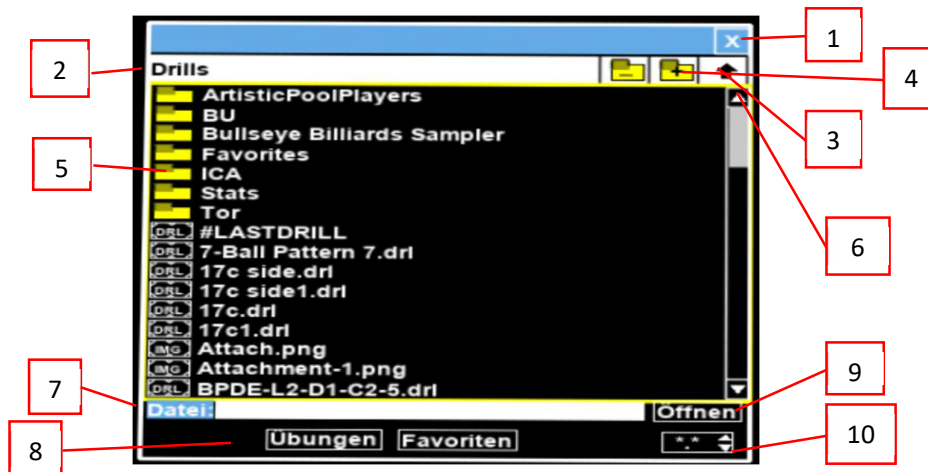 x
1
2
Drills
4
ArtisticPoolPlayers
BU
3
Bullseye Billiards Sampler
Favorites
5
ICA
Stats
Tor
DRL #LASTDRILL
6
DRL 7-Ball Pattern 7.drl
DRL 17c side.drl
DRL 17c side1.drl
DRL 17c.drl
DRL 17c1.drl
IMG Attach.png
IMG Attachment-1.png
DRL BPDE-L2-D1-C2-5.drl
7
9
Datei:
Öffnen
8
Übungen Favoriten
*.*
10